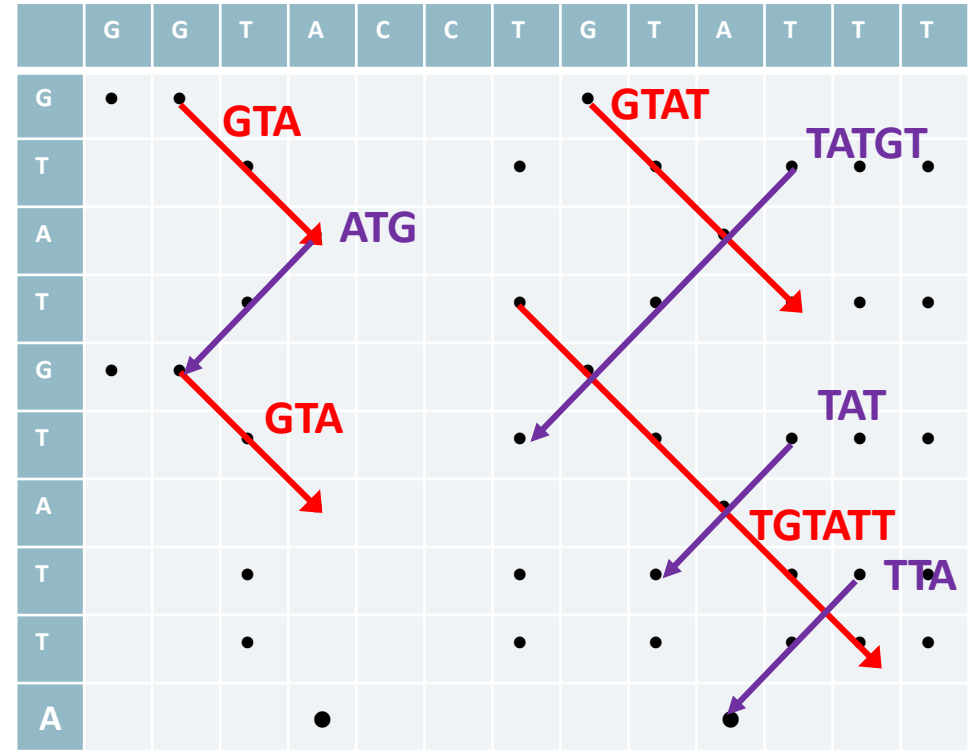 G G T A C C T G T A T T T
G GTA GTAT
T TATGT
A ATG
T
G
T GTA TAT
A TGTATT
T TTA
T
A